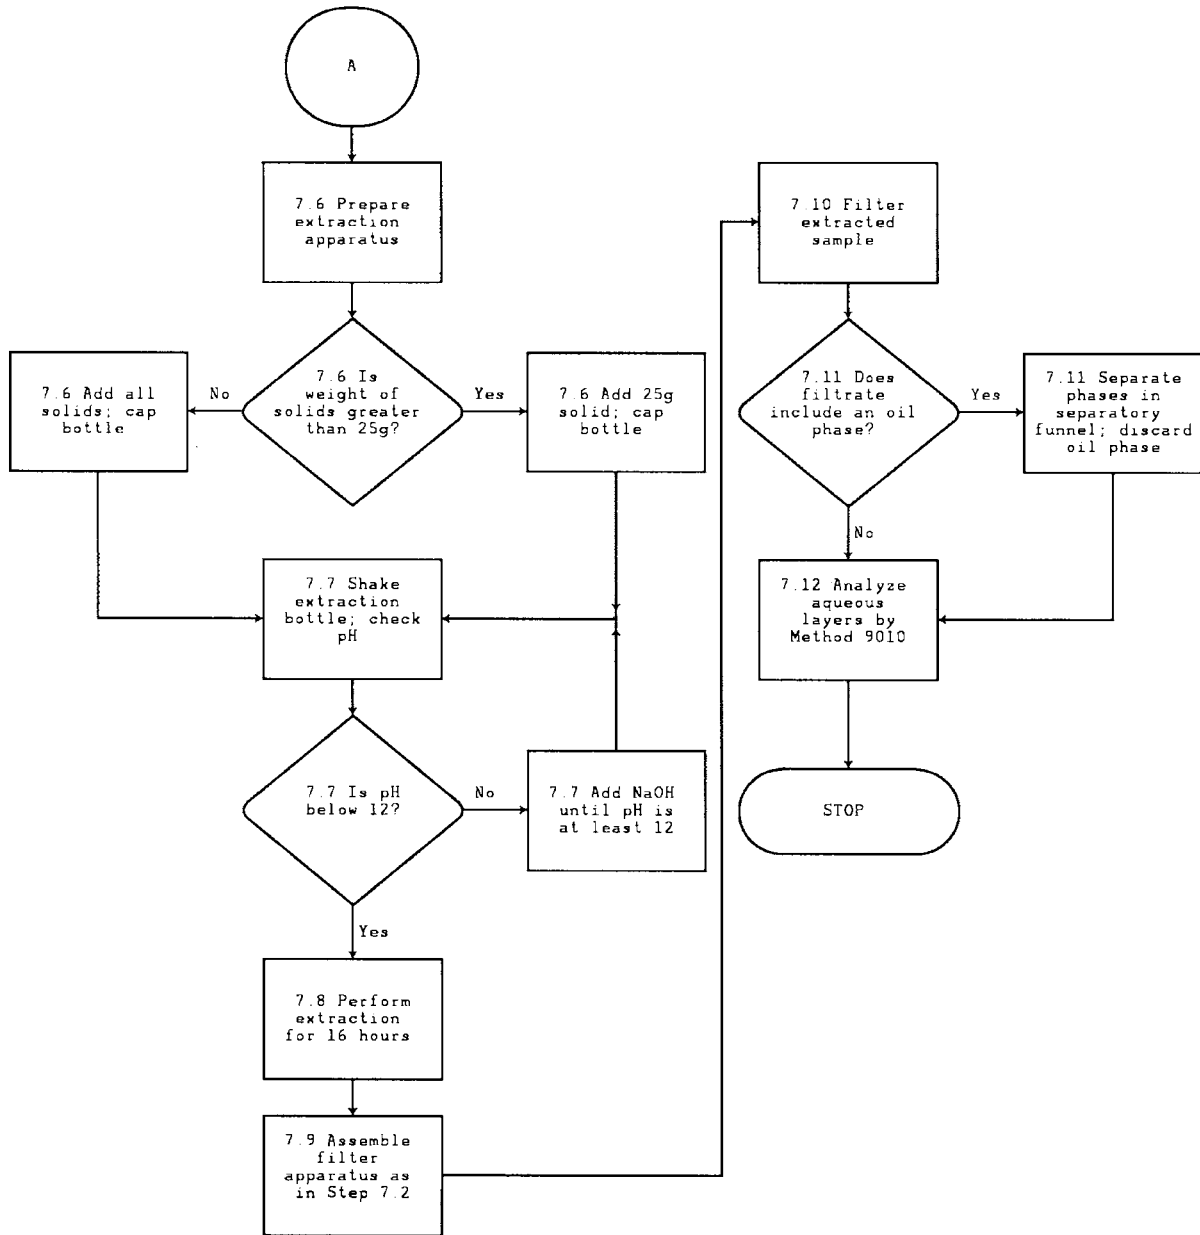 A
7.6 Prepare
extraction
apparatus
7.6 Is
weight of
solids greater
than 25g?
No
Yes
7.6 Add all
solids; cap
bottle
7.6 Add 25g
solid; cap
bottle
7.7 Shake
extraction
bottle; check
pH
7.7 Is pH
below 12?
No
7.7 Add NaOH
until pH is
at least 12
Yes
7.8 Perform
extraction
for 16 hours
7.9 Assemble
filter
apparatus as
in Step 7.2
7.10 Filter
extracted
sample
7.11 Does
filtrate
include an oil
phase?
Yes
7.11 Separate
phases in
separatory
funnel; discard
oil phase
No
7.12 Analyze
aqueous
layers by
Method 9010
STOP